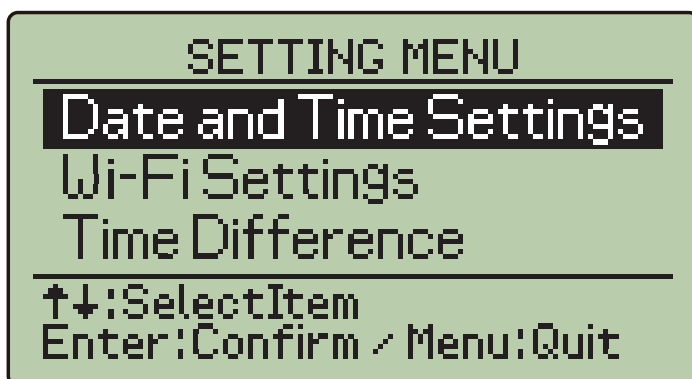 SETTING MENU
Date and Time Settings
Wi-Fi Settings
Time Difference
↑↓:SelectItem
Enter:Confirm / Menu:Quit